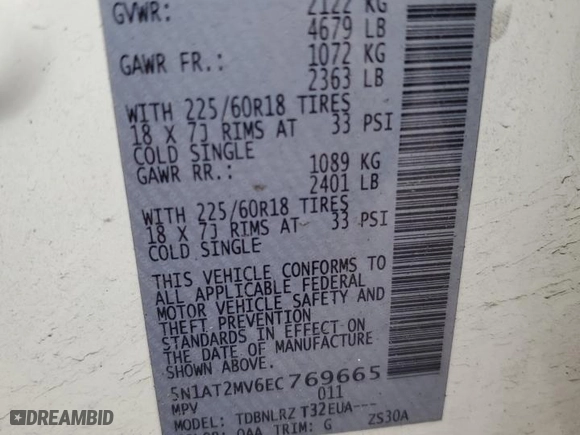 GVWR: 2122 KG
4679 LB
GAWR FR.: 1072 KG
2363 LB
WITH 225/60R18 TIRES
18 X 7J RIMS AT 33 PSI
COLD SINGLE
GAWR RR.: 1089 KG
2401 LB
WITH 225/60R18 TIRES
18 X 7J RIMS AT 33 PSI
COLD SINGLE
THIS VEHICLE CONFORMS TO
ALL APPLICABLE FEDERAL
MOTOR VEHICLE SAFETY AND
THEFT PREVENTION
STANDARDS IN EFFECT ON
THE DATE OF MANUFACTURE
SHOWN ABOVE.
5N1AT2MV6EC769665
MPV 011
MODEL: TDBNLRZ T32EUA---
QAA TRIM: G ZS30A
DREAMBID